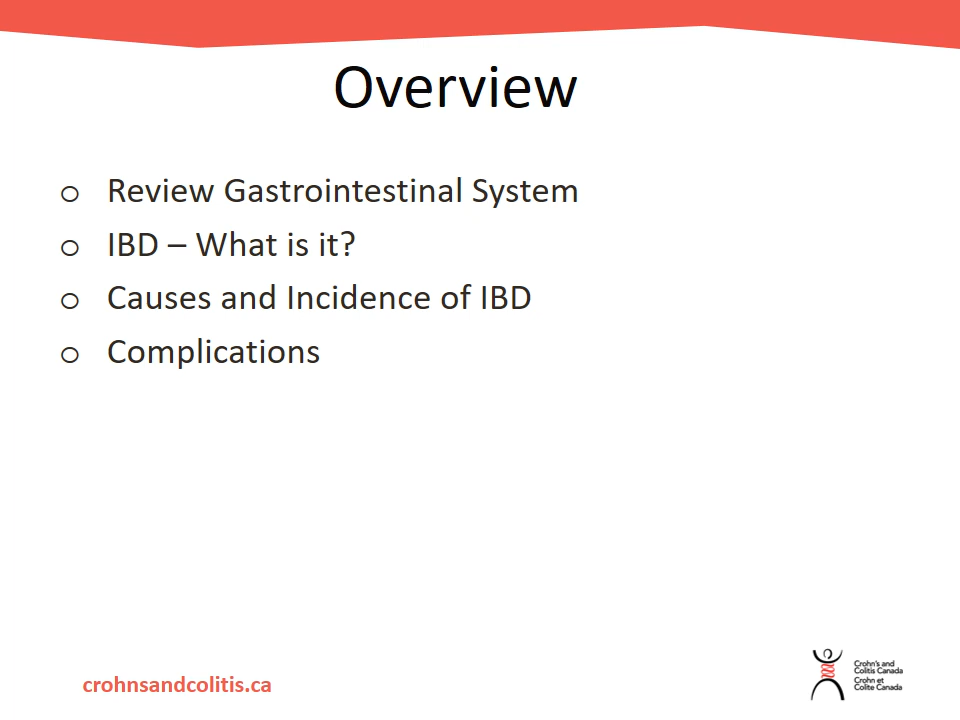 Overview
o Review Gastrointestinal System
o IBD – What is it?
o Causes and Incidence of IBD
o Complications
crohnsandcolitis.ca
Crohn's and
Colitis Canada
Crohn et
Colite Canada